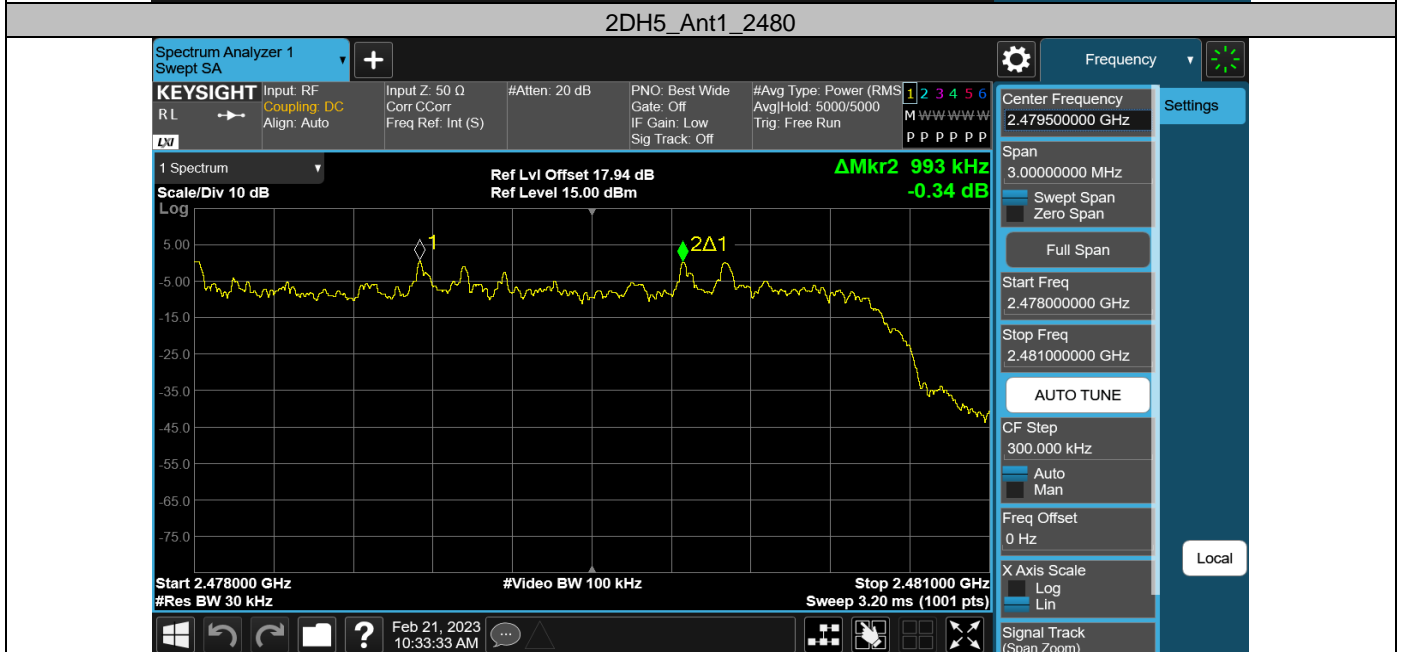 2DH5_Ant1_2480
Spectrum Analyzer 1
Swept SA
Frequency
KEYSIGHT
R L
LXI
Input: RF
Coupling: DC
Align: Auto
Input Z: 50 Ω
Corr CCorr
Freq Ref: Int (S)
#Atten: 20 dB
PNO: Best Wide
Gate: Off
IF Gain: Low
Sig Track: Off
#Avg Type: Power (RMS
Avg|Hold: 5000/5000
Trig: Free Run
1 2 3 4 5 6
M W W W W W
P P P P P P
1 Spectrum
Scale/Div 10 dB
Log
Ref Lvl Offset 17.94 dB
Ref Level 15.00 dBm
ΔMkr2 993 kHz
-0.34 dB
1
2Δ1
5.00
-5.00
-15.0
-25.0
-35.0
-45.0
-55.0
-65.0
-75.0
Start 2.478000 GHz
#Res BW 30 kHz
#Video BW 100 kHz
Stop 2.481000 GHz
Sweep 3.20 ms (1001 pts)
Center Frequency
2.479500000 GHz
Settings
Span
3.00000000 MHz
Swept Span
Zero Span
Full Span
Start Freq
2.478000000 GHz
Stop Freq
2.481000000 GHz
AUTO TUNE
CF Step
300.000 kHz
Auto
Man
Freq Offset
0 Hz
X Axis Scale
Log
Lin
Local
Signal Track
(Span Zoom)
?
Feb 21, 2023
10:33:33 AM